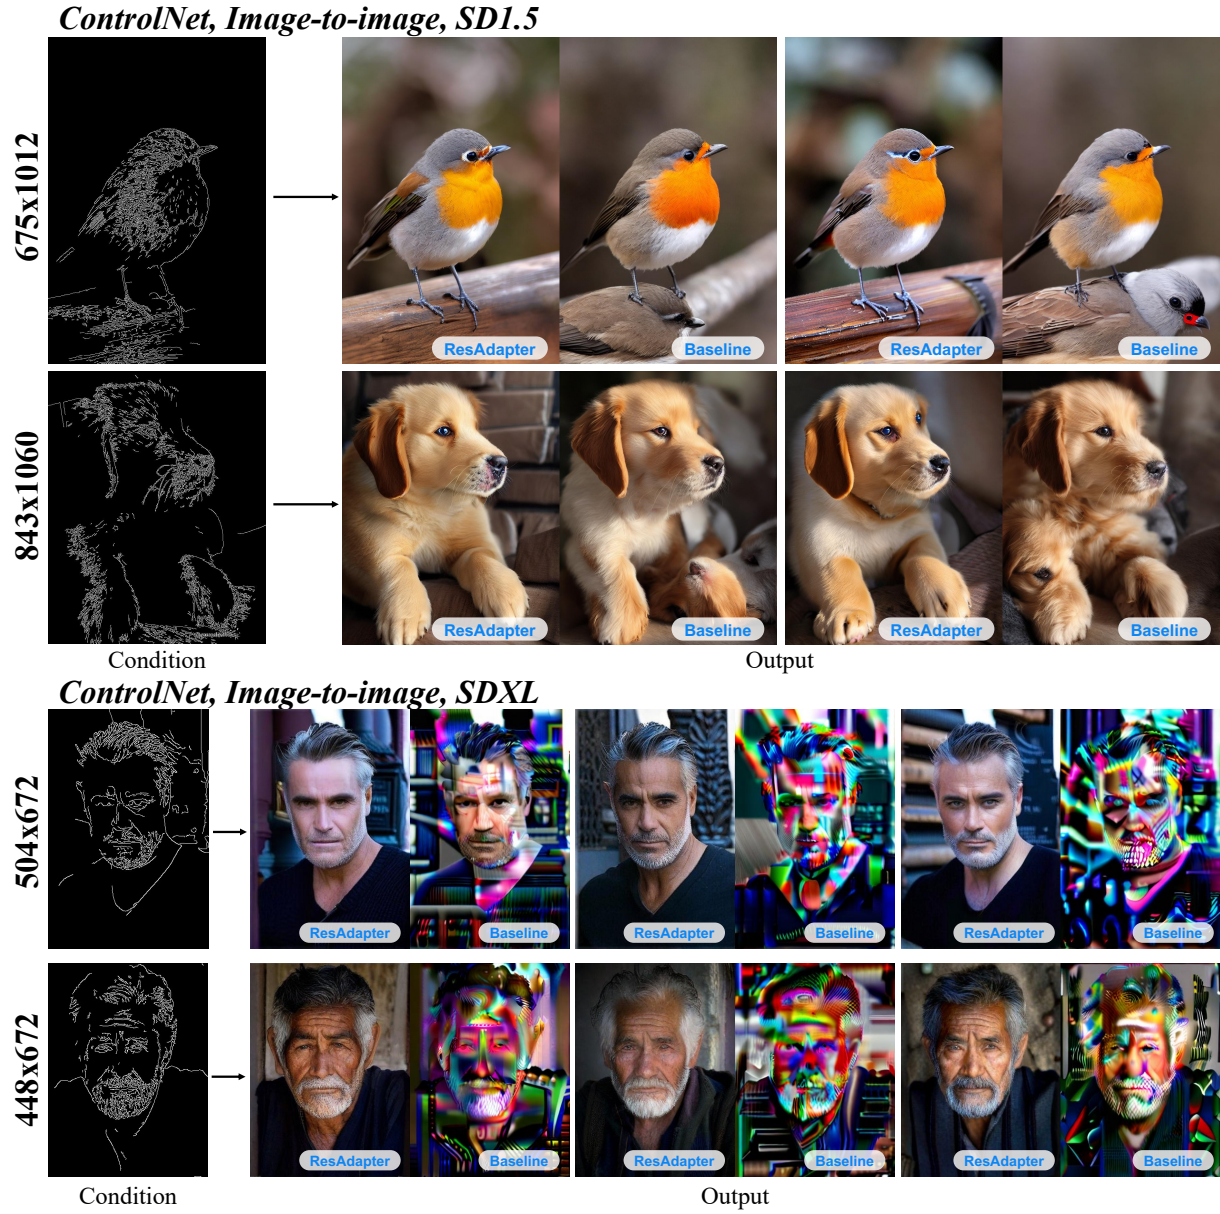 ControlNet, Image-to-image, SD1.5
675x1012
ResAdapter
Baseline
ResAdapter
Baseline
843x1060
ResAdapter
Baseline
ResAdapter
Baseline
Condition
Output
ControlNet, Image-to-image, SDXL
504x672
ResAdapter
Baseline
ResAdapter
Baseline
ResAdapter
Baseline
448x672
ResAdapter
Baseline
ResAdapter
Baseline
ResAdapter
Baseline
Condition
Output